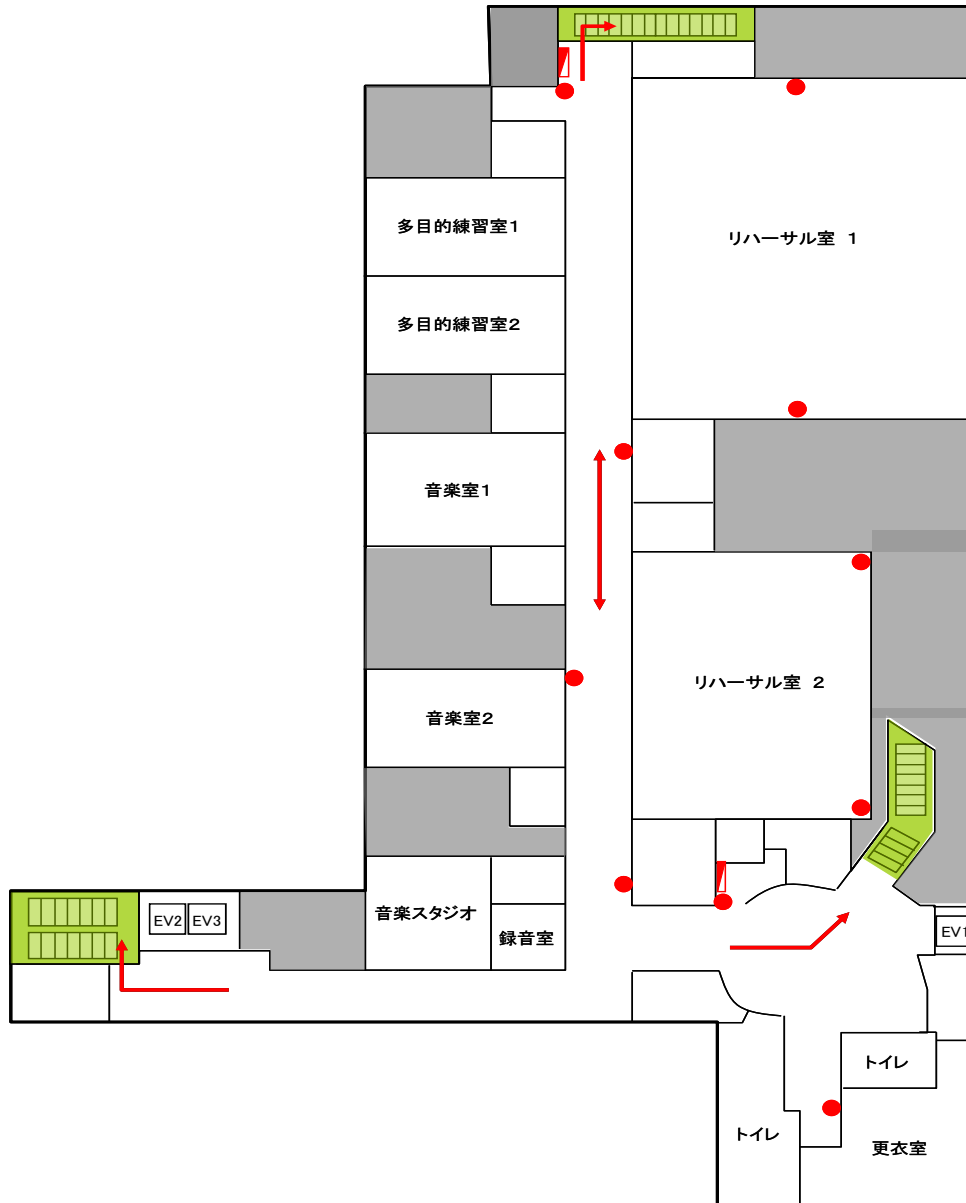 多目的練習室1
リハーサル室 1
多目的練習室2
音楽室1
リハーサル室 2
音楽室2
音楽スタジオ
EV2
EV3
録音室
EV1
トイレ
トイレ
更衣室